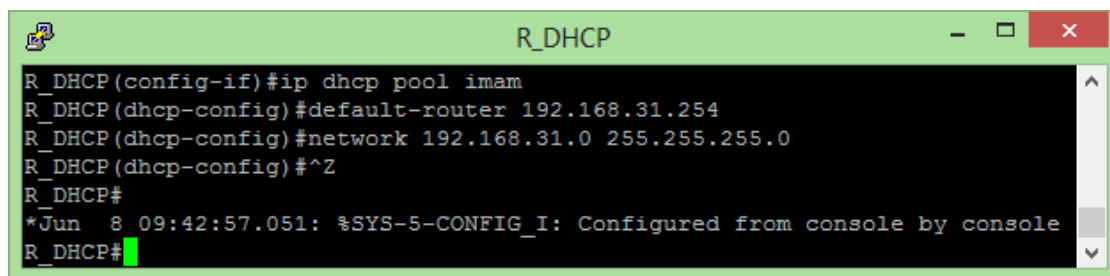 R_DHCP
R_DHCP(config-if)#ip dhcp pool imam
R_DHCP(dhcp-config)#default-router 192.168.31.254
R_DHCP(dhcp-config)#network 192.168.31.0 255.255.255.0
R_DHCP(dhcp-config)#^Z
R_DHCP#
*Jun  8 09:42:57.051: %SYS-5-CONFIG_I: Configured from console by console
R_DHCP#